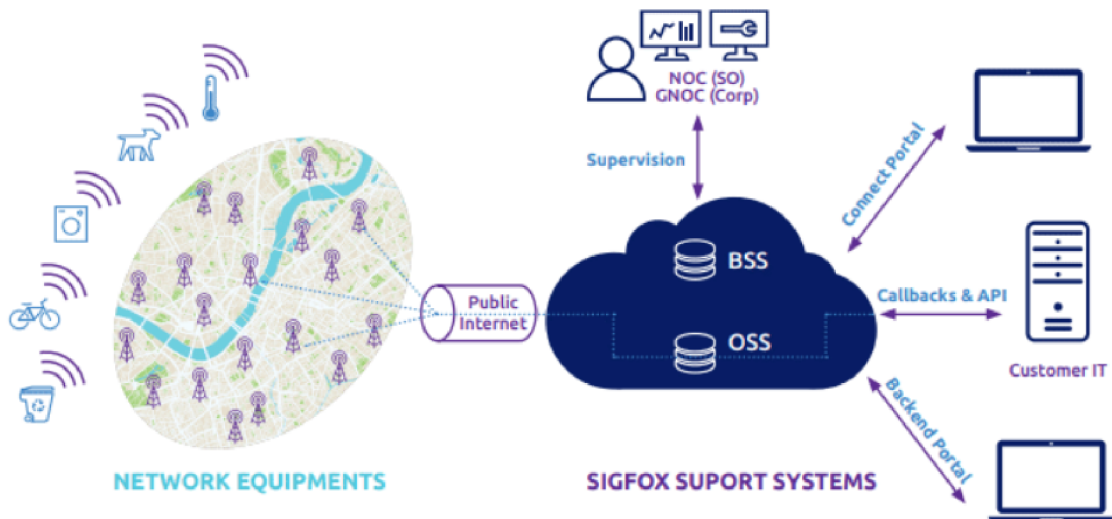 NOC (SO)
GNOC (Corp)
Supervision
Connect Portal
BSS
Public
Internet
Callbacks & API
OSS
Customer IT
Backend Portal
NETWORK EQUIPMENTS
SIGFOX SUPORT SYSTEMS